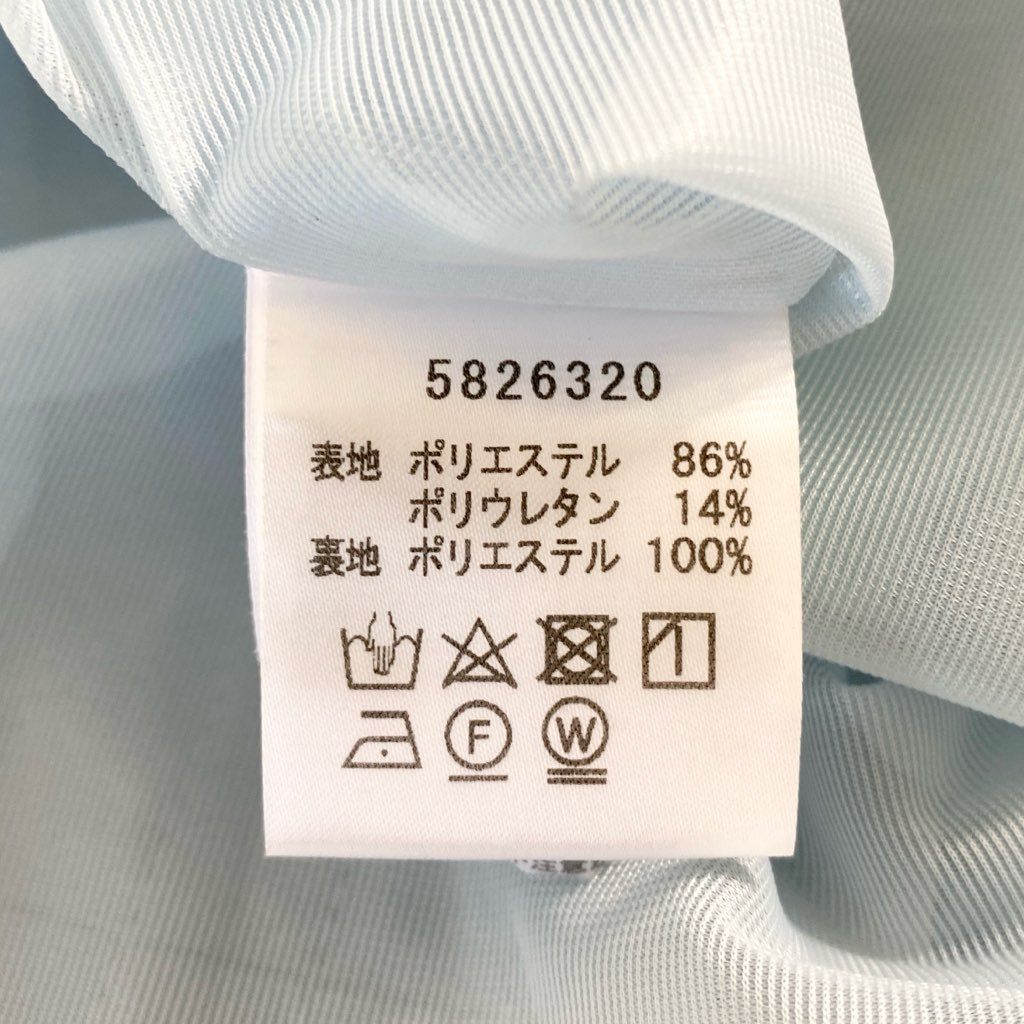 5826320
表地 ポリエステル 86%
ポリウレタン 14%
裏地 ポリエステル 100%
F W